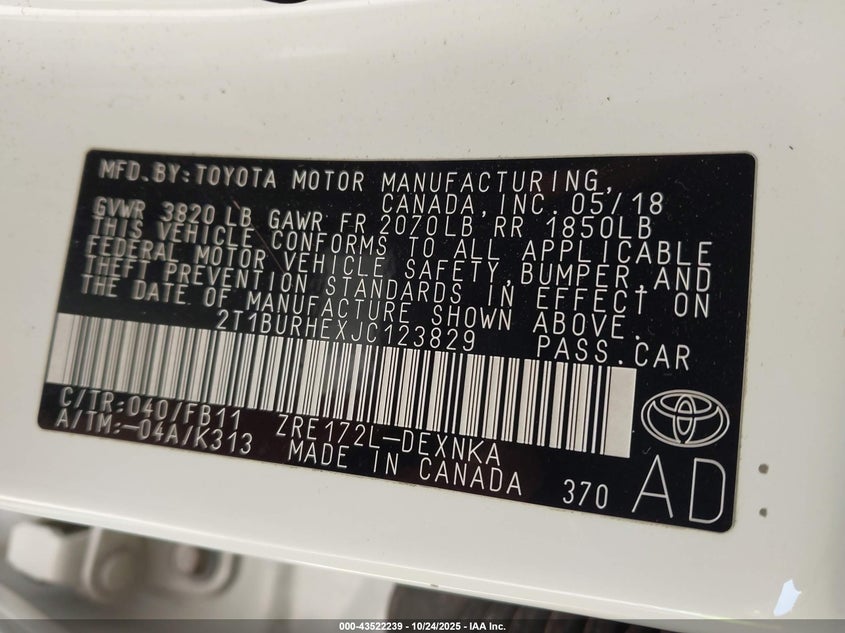 MFD.BY:TOYOTA MOTOR MANUFACTURING,
CANADA, INC. 05/18
GVWR 3820 LB GAWR FR 2070LB RR 1850LB
THIS VEHICLE CONFORMS TO ALL APPLICABLE
FEDERAL MOTOR VEHICLE SAFETY,BUMPER,AND
THEFT PREVENTION STANDARDS IN EFFECT ON
THE DATE OF MANUFACTURE SHOWN ABOVE.
2T1BURHEXJC123829 PASS.CAR
C/TR:040/FB11 ZRE172L-DEXNKA
A/TM:-04A/K313 MADE IN CANADA 370 AD
000-43522239 - 10/24/2025 - IAA Inc.